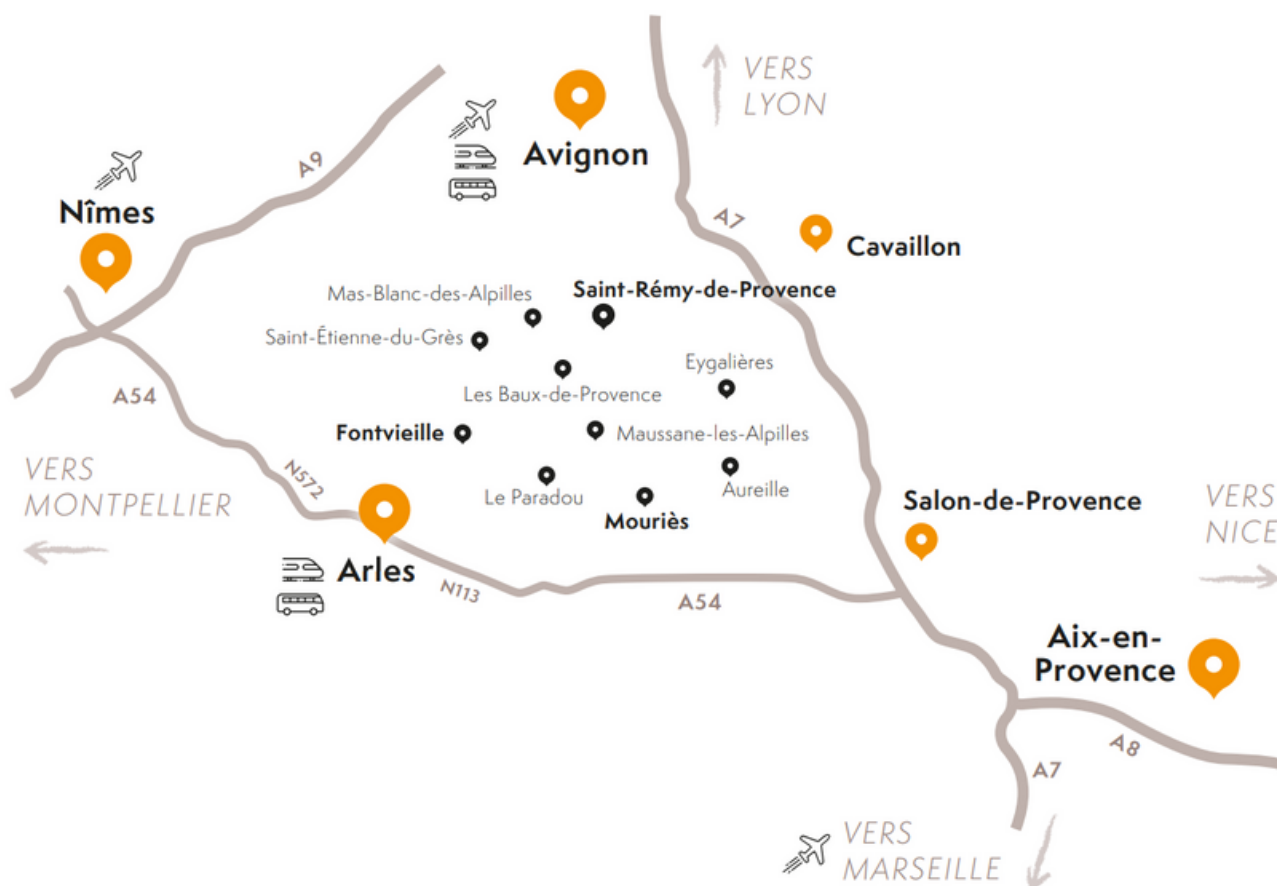 VERS
LYON
Avignon
A9
Nîmes
A7
Cavaillon
Mas-Blanc-des-Alpilles
Saint-Rémy-de-Provence
Saint-Étienne-du-Grès
Eygalières
Les Baux-de-Provence
A54
Fontvieille
Maussane-les-Alpilles
VERS
MONTPELLIER
N572
Le Paradou
Aureille
Mouriès
Salon-de-Provence
VERS
NICE
Arles
N113
A54
Aix-en-
Provence
A8
A7
VERS
MARSEILLE